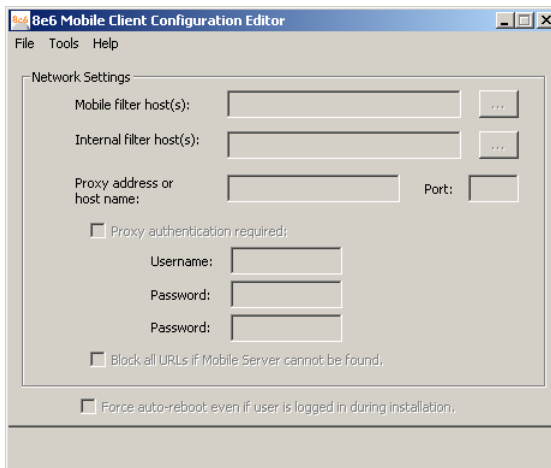 8e6 8e6 Mobile Client Configuration Editor
File Tools Help
Network Settings
Mobile filter host(s): ...
Internal filter host(s): ...
Proxy address or
host name:
Port:
Proxy authentication required:
Username:
Password:
Password:
Block all URLs if Mobile Server cannot be found.
Force auto-reboot even if user is logged in during installation.